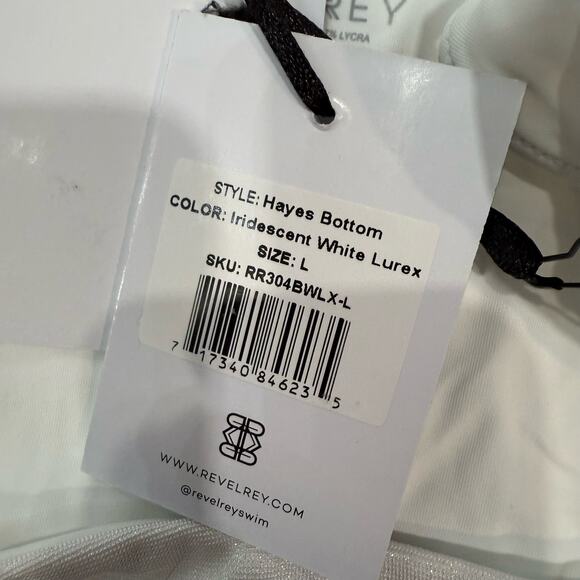 REY
% LYCRA
STYLE: Hayes Bottom
COLOR: Iridescent White Lurex
SIZE: L
SKU: RR304BWLX-L
7 17340 84623 5
WWW.REVELREY.COM
@revelreyswim